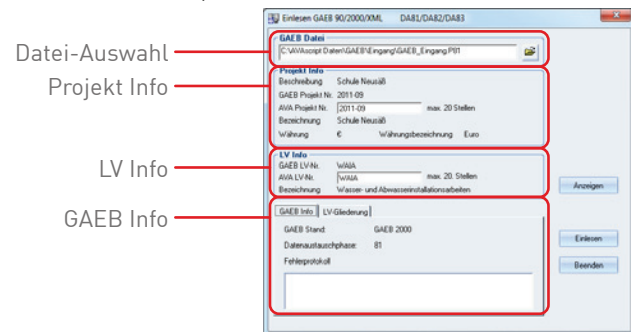 Einlesen GAEB 90/2000/XML DA81/DA82/DA83
GAEB Datei
C:\AVAscript Daten\GAEB\Eingang\GAEB_Eingang.P81
Datei-Auswahl
Projekt Info
Projekt Info
Beschreibung Schule Neusäß
GAEB Projekt Nr. 2011-09
AVA Projekt Nr. 2011-09 max. 20 Stellen
Bezeichnung Schule Neusäß
Währung € Währungsbezeichnung Euro
LV Info
LV Info
GAEB LV-Nr. WAIA
AVA LV-Nr. WAIA max. 20. Stellen
Bezeichnung Wasser- und Abwasserinstallationsarbeiten
Anzeigen
GAEB Info
GAEB Info LV-Gliederung
GAEB Stand: GAEB 2000
Datenaustauschphase: 81
Einlesen
Fehlerprotokoll
Beenden